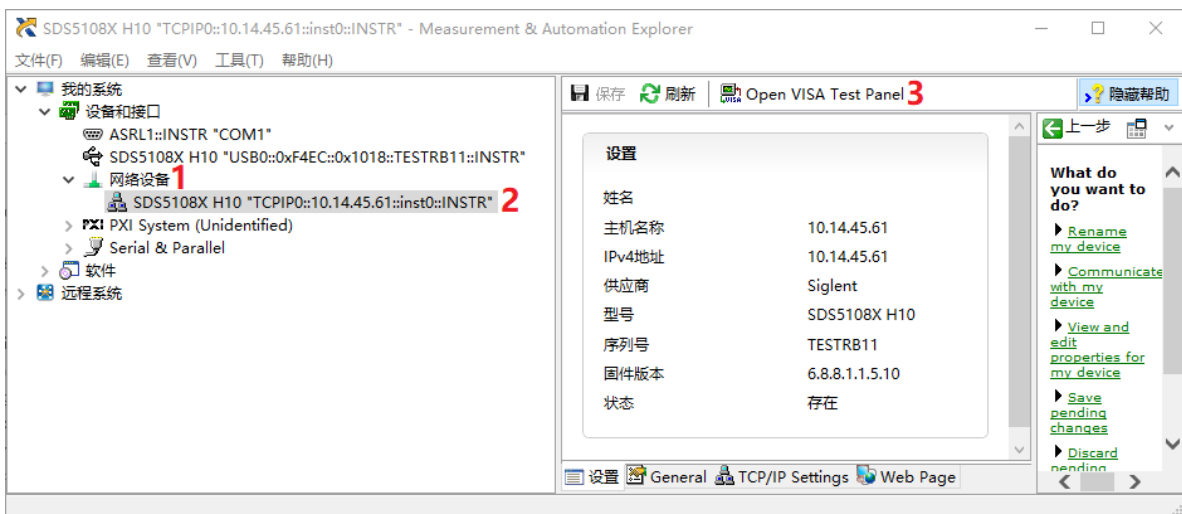 SDS5108X H10 "TCPIP0::10.14.45.61::inst0::INSTR" - Measurement & Automation Explorer
文件(F) 编辑(E) 查看(V) 工具(T) 帮助(H)
我的系统
设备和接口
ASRL1::INSTR "COM1"
SDS5108X H10 "USB0::0xF4EC::0x1018::TESTRB11::INSTR"
网络设备 1
SDS5108X H10 "TCPIP0::10.14.45.61::inst0::INSTR" 2
PXI PXI System (Unidentified)
Serial & Parallel
软件
远程系统
保存 刷新 VISA Open VISA Test Panel 3 隐藏帮助
设置
姓名
主机名称 10.14.45.61
IPv4地址 10.14.45.61
供应商 Siglent
型号 SDS5108X H10
序列号 TESTRB11
固件版本 6.8.8.1.1.5.10
状态 存在
设置 General TCP/IP Settings Web Page
上一步
What do
you want to
do?
Rename
my device
Communicate
with my
device
View and
edit
properties for
my device
Save
pending
changes
Discard
pending